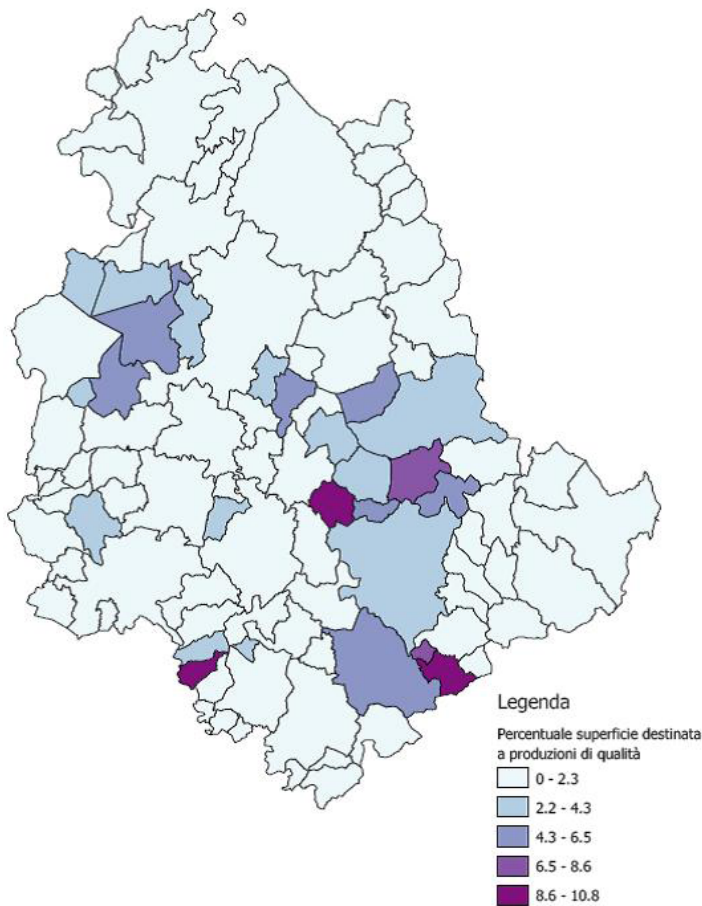 Legenda
Percentuale superficie destinata
a produzioni di qualità
0 - 2.3
2.2 - 4.3
4.3 - 6.5
6.5 - 8.6
8.6 - 10.8